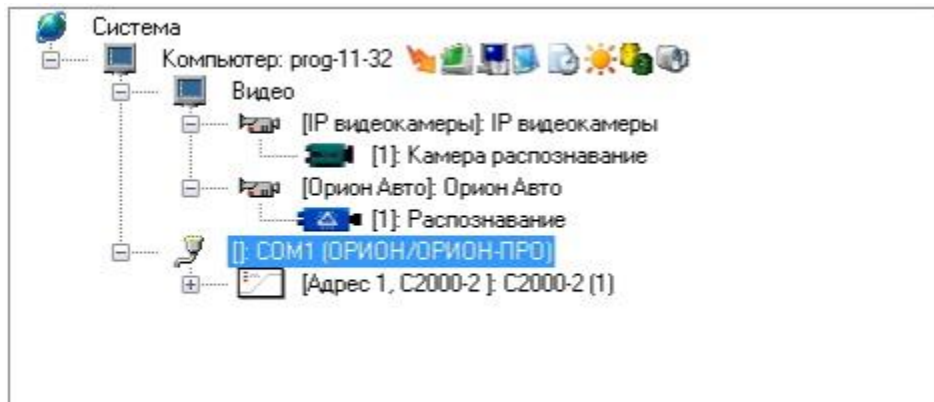 Система
Компьютер: prog-11-32
Видео
[IP видеокамеры]: IP видеокамеры
[1]: Камера распознавание
[Орион Авто]: Орион Авто
[1]: Распознавание
[]: COM1 (ОРИОН/ОРИОН-ПРО)
[Адрес 1, С2000-2 ]: С2000-2 (1)